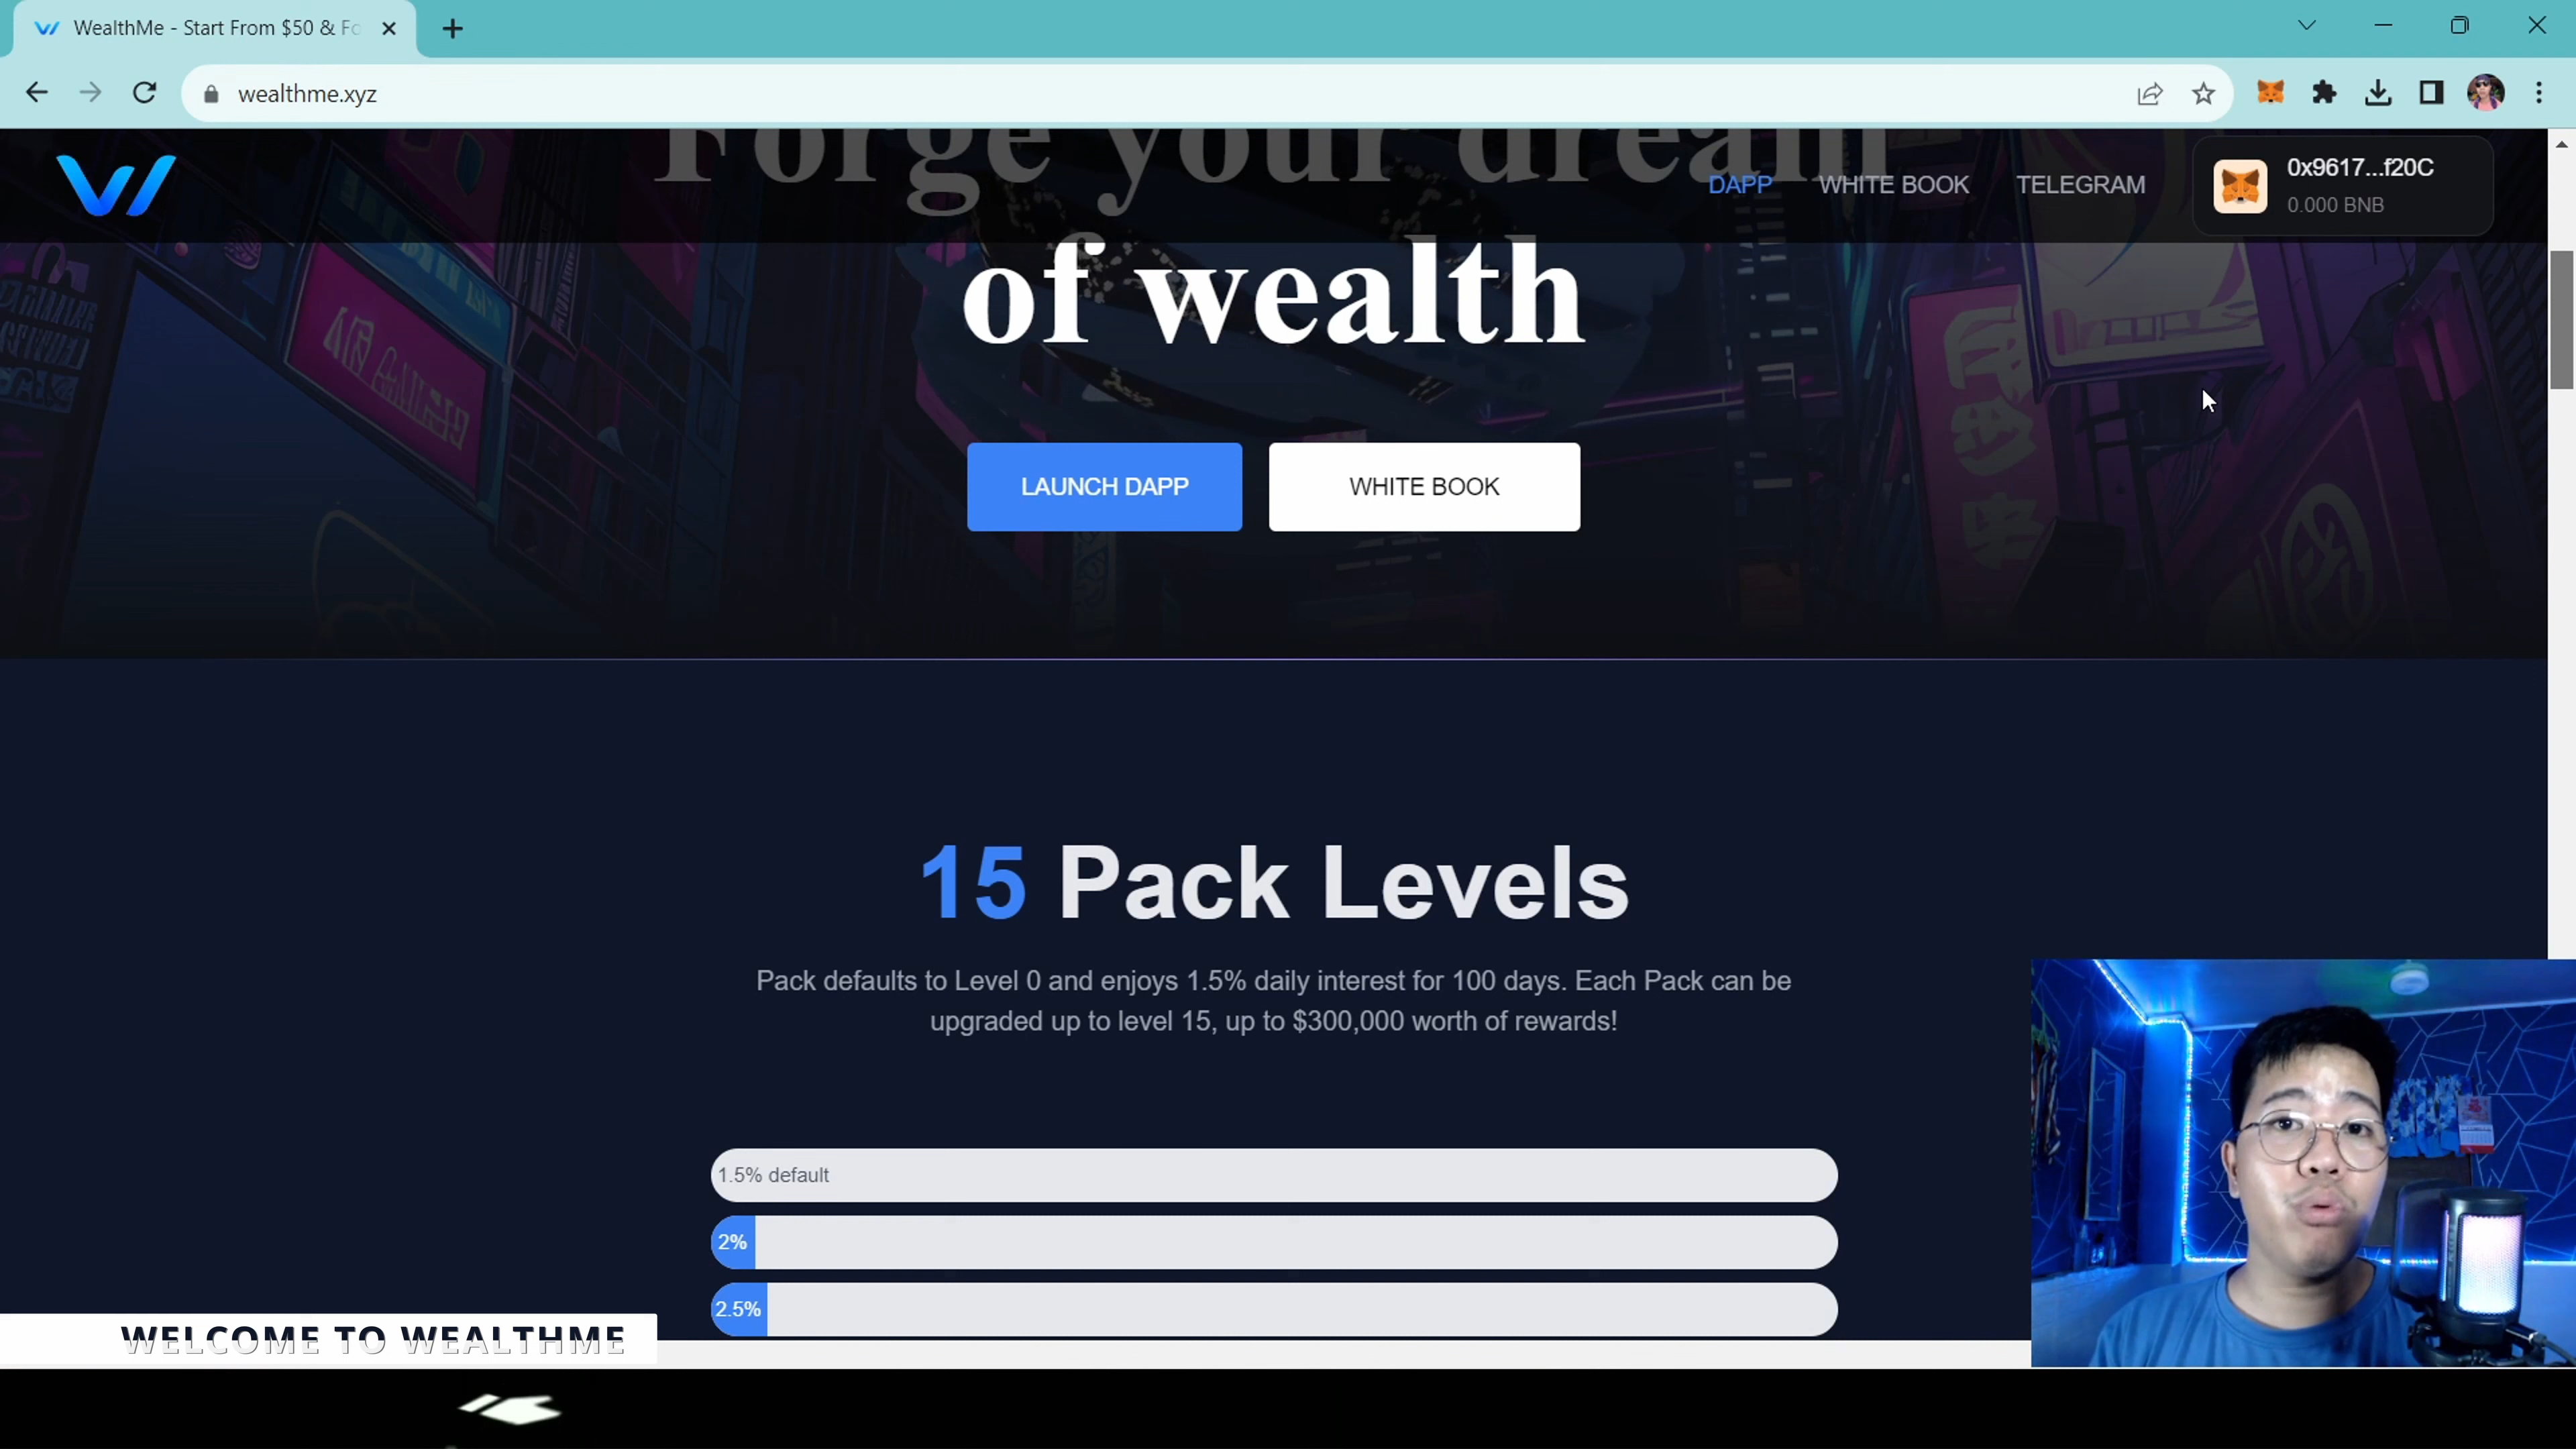 WealthMe - Start From $50 & Fo
wealthme.xyz
Forge your dream
DAPP
WHITE BOOK
TELEGRAM
0x9617...f20C
0.000 BNB
of wealth
LAUNCH DAPP
WHITE BOOK
15 Pack Levels
Pack defaults to Level 0 and enjoys 1.5% daily interest for 100 days. Each Pack can be
upgraded up to level 15, up to $300,000 worth of rewards!
1.5% default
2%
2.5%
WELCOME TO WEALTHME